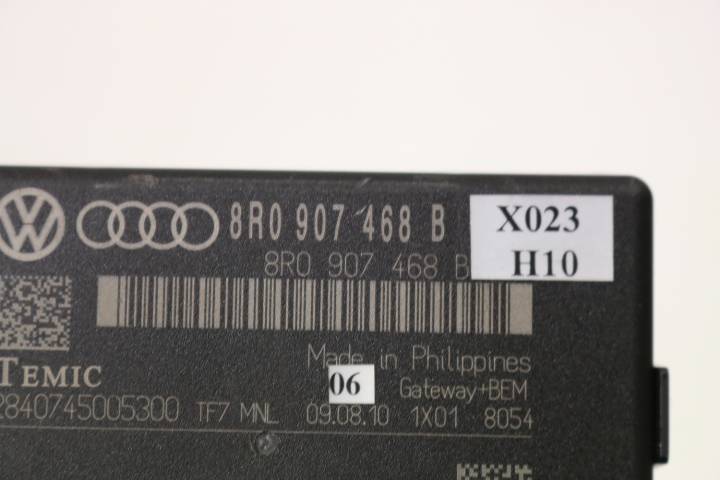 8R0 907 468 B
X023
H10
8R0 907 468 B
Made in Philippines
TEMIC
06
Gateway+BEM
2840745005300 TF7 MNL 09.08.10 1X01 8054